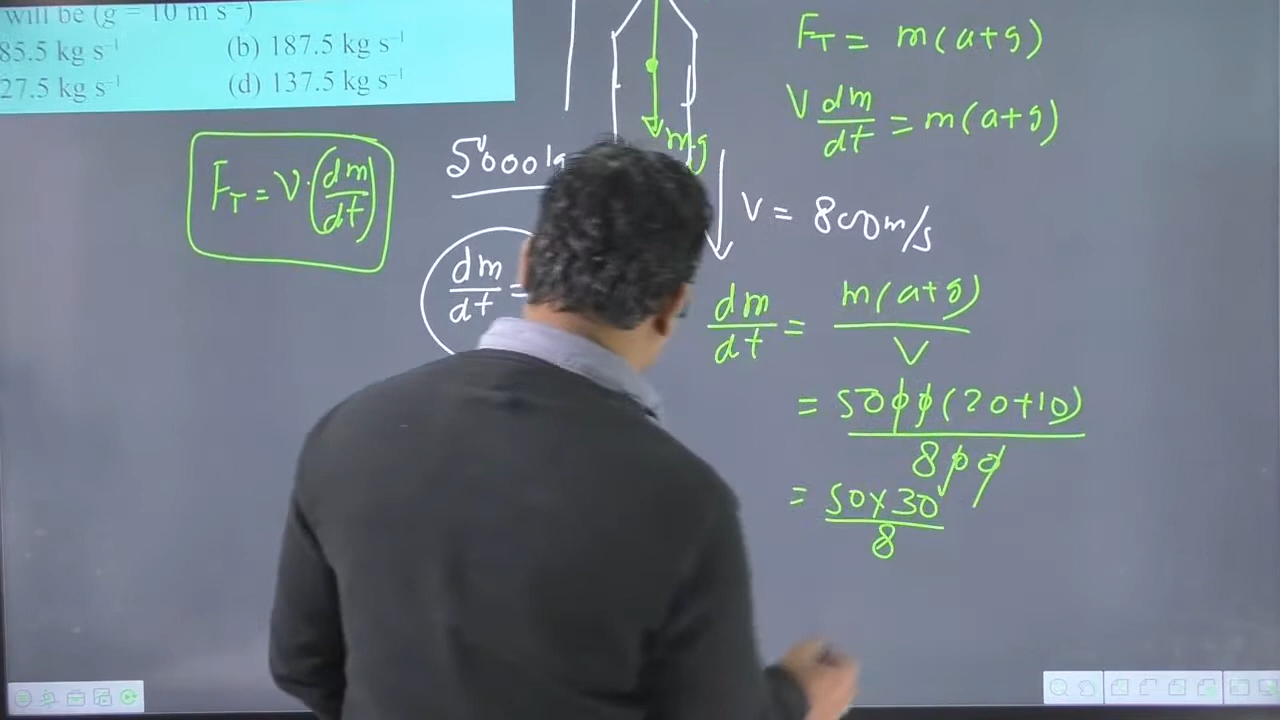 will be (g = 10 m s⁻²)
85.5 kg s⁻¹
(b) 187.5 kg s⁻¹
27.5 kg s⁻¹
(d) 137.5 kg s⁻¹
F_T = V·(dm/dt)
5000
mg
V = 800m/s
dm/dt =
F_T = m(a+g)
V dm/dt = m(a+g)
dm/dt = m(a+g)/V
= 5000(20+10)/800
= 50×30/8